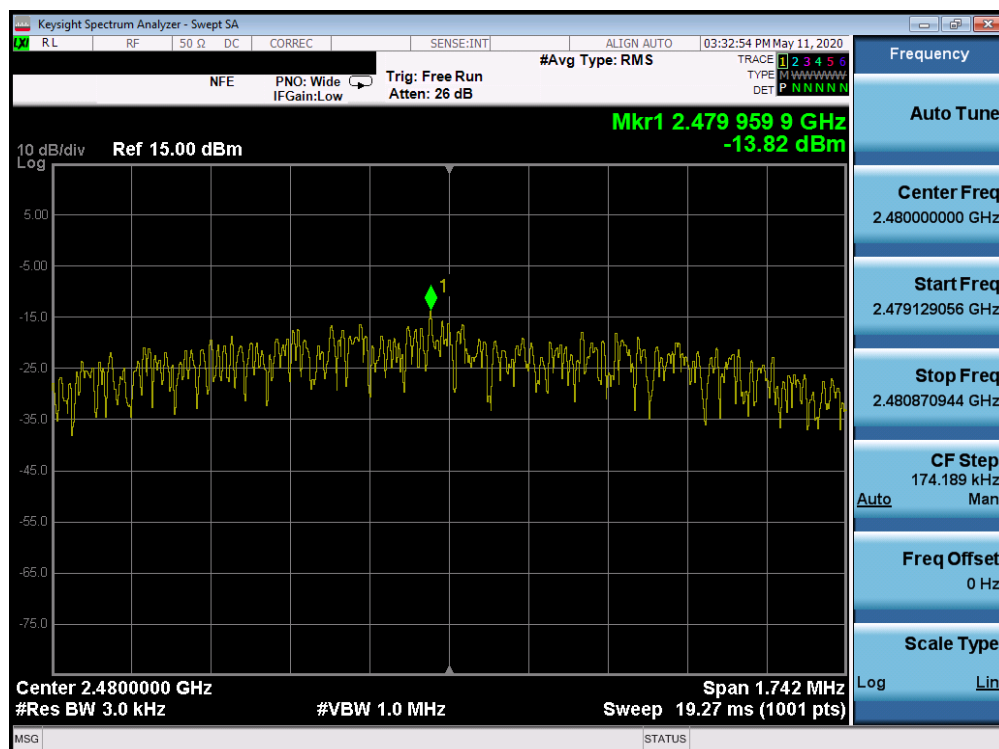 Keysight Spectrum Analyzer - Swept SA
LXI RL RF 50 Ω DC CORREC SENSE:INT ALIGN AUTO 03:32:54 PM May 11, 2020
NFE PNO: Wide Trig: Free Run #Avg Type: RMS TRACE 1 2 3 4 5 6
IFGain:Low Atten: 26 dB TYPE M WWWWW
DET P N N N N N
Mkr1 2.479 959 9 GHz
-13.82 dBm
10 dB/div Ref 15.00 dBm
Log
5.00
-5.00
1
-15.0
-25.0
-35.0
-45.0
-55.0
-65.0
-75.0
Center 2.4800000 GHz Span 1.742 MHz
#Res BW 3.0 kHz #VBW 1.0 MHz Sweep 19.27 ms (1001 pts)
MSG STATUS
Frequency
Auto Tune
Center Freq
2.480000000 GHz
Start Freq
2.479129056 GHz
Stop Freq
2.480870944 GHz
CF Step
174.189 kHz
Auto Man
Freq Offset
0 Hz
Scale Type
Log Lin